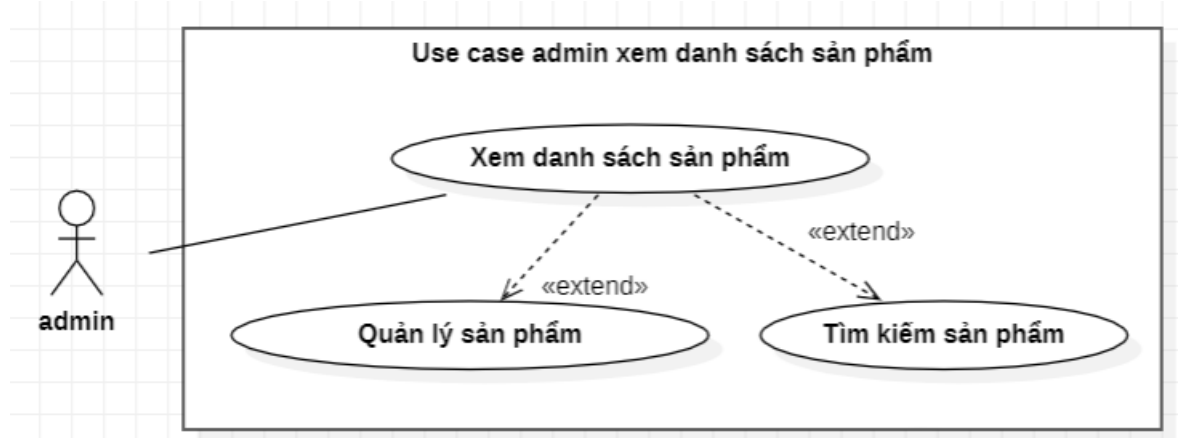 Use case admin xem danh sách sản phẩm
Xem danh sách sản phẩm
«extend»
«extend»
admin
Quản lý sản phẩm
Tìm kiếm sản phẩm